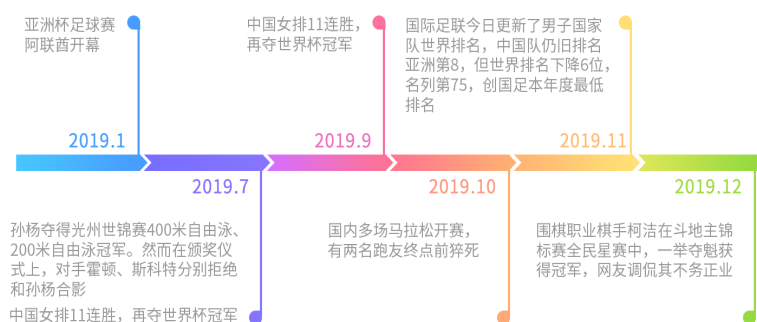 亚洲杯足球赛
阿联酋开幕
2019.1
孙杨夺得光州世锦赛400米自由泳、
200米自由泳冠军。然而在颁奖仪
式上，对手霍顿、斯科特分别拒绝
和孙杨合影
中国女排11连胜，再夺世界杯冠军
2019.7
中国女排11连胜，
再夺世界杯冠军
2019.9
国内多场马拉松开赛，
有两名跑友终点前猝死
2019.10
国际足联今日更新了男子国家
队世界排名，中国队仍旧排名
亚洲第8，但世界排名下降6位，
名列第75，创国足本年度最低
排名
2019.11
围棋职业棋手柯洁在斗地主锦
标赛全民星赛中，一举夺魁获
得冠军，网友调侃其不务正业
2019.12